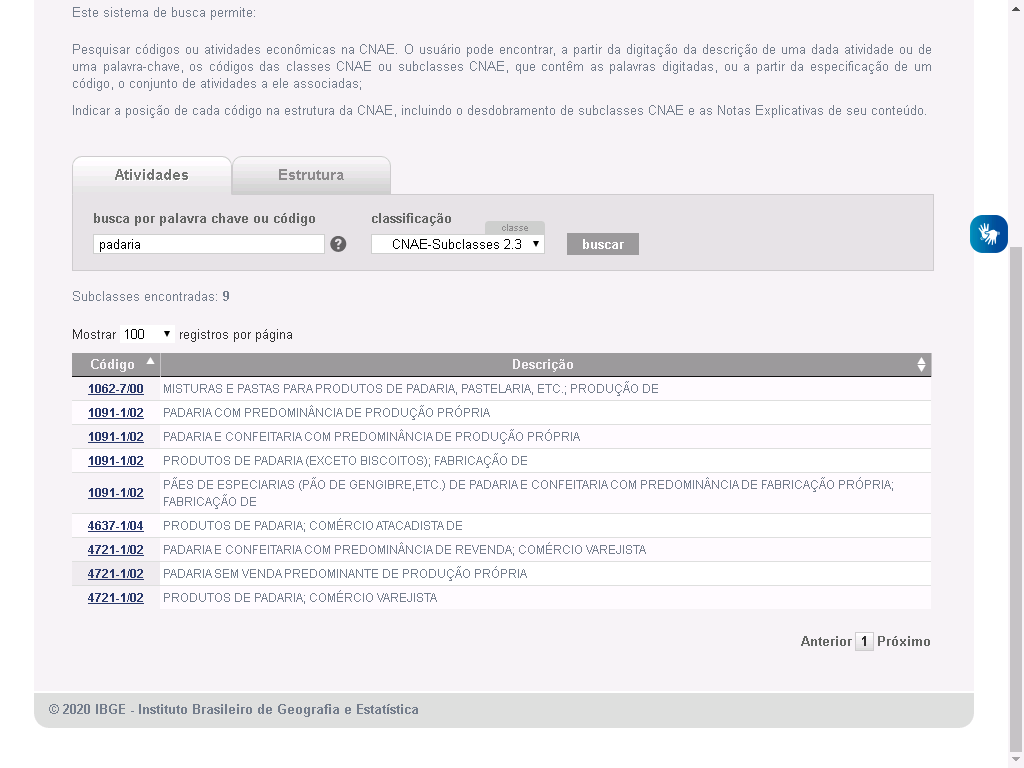 Este sistema de busca permite:
Pesquisar códigos ou atividades econômicas na CNAE. O usuário pode encontrar, a partir da digitação da descrição de uma dada atividade ou de
uma palavra-chave, os códigos das classes CNAE ou subclasses CNAE, que contêm as palavras digitadas, ou a partir da especificação de um
código, o conjunto de atividades a ele associadas;
Indicar a posição de cada código na estrutura da CNAE, incluindo o desdobramento de subclasses CNAE e as Notas Explicativas de seu conteúdo.
Atividades Estrutura
busca por palavra chave ou código classificação
classe
padaria ? CNAE-Subclasses 2.3 buscar
Subclasses encontradas: 9
Mostrar 100 registros por página
Código Descrição
1062-7/00 MISTURAS E PASTAS PARA PRODUTOS DE PADARIA, PASTELARIA, ETC.; PRODUÇÃO DE
1091-1/02 PADARIA COM PREDOMINÂNCIA DE PRODUÇÃO PRÓPRIA
1091-1/02 PADARIA E CONFEITARIA COM PREDOMINÂNCIA DE PRODUÇÃO PRÓPRIA
1091-1/02 PRODUTOS DE PADARIA (EXCETO BISCOITOS); FABRICAÇÃO DE
1091-1/02 PÃES DE ESPECIARIAS (PÃO DE GENGIBRE,ETC.) DE PADARIA E CONFEITARIA COM PREDOMINÂNCIA DE FABRICAÇÃO PRÓPRIA;
FABRICAÇÃO DE
4637-1/04 PRODUTOS DE PADARIA; COMÉRCIO ATACADISTA DE
4721-1/02 PADARIA E CONFEITARIA COM PREDOMINÂNCIA DE REVENDA; COMÉRCIO VAREJISTA
4721-1/02 PADARIA SEM VENDA PREDOMINANTE DE PRODUÇÃO PRÓPRIA
4721-1/02 PRODUTOS DE PADARIA; COMÉRCIO VAREJISTA
Anterior 1 Próximo
© 2020 IBGE - Instituto Brasileiro de Geografia e Estatística